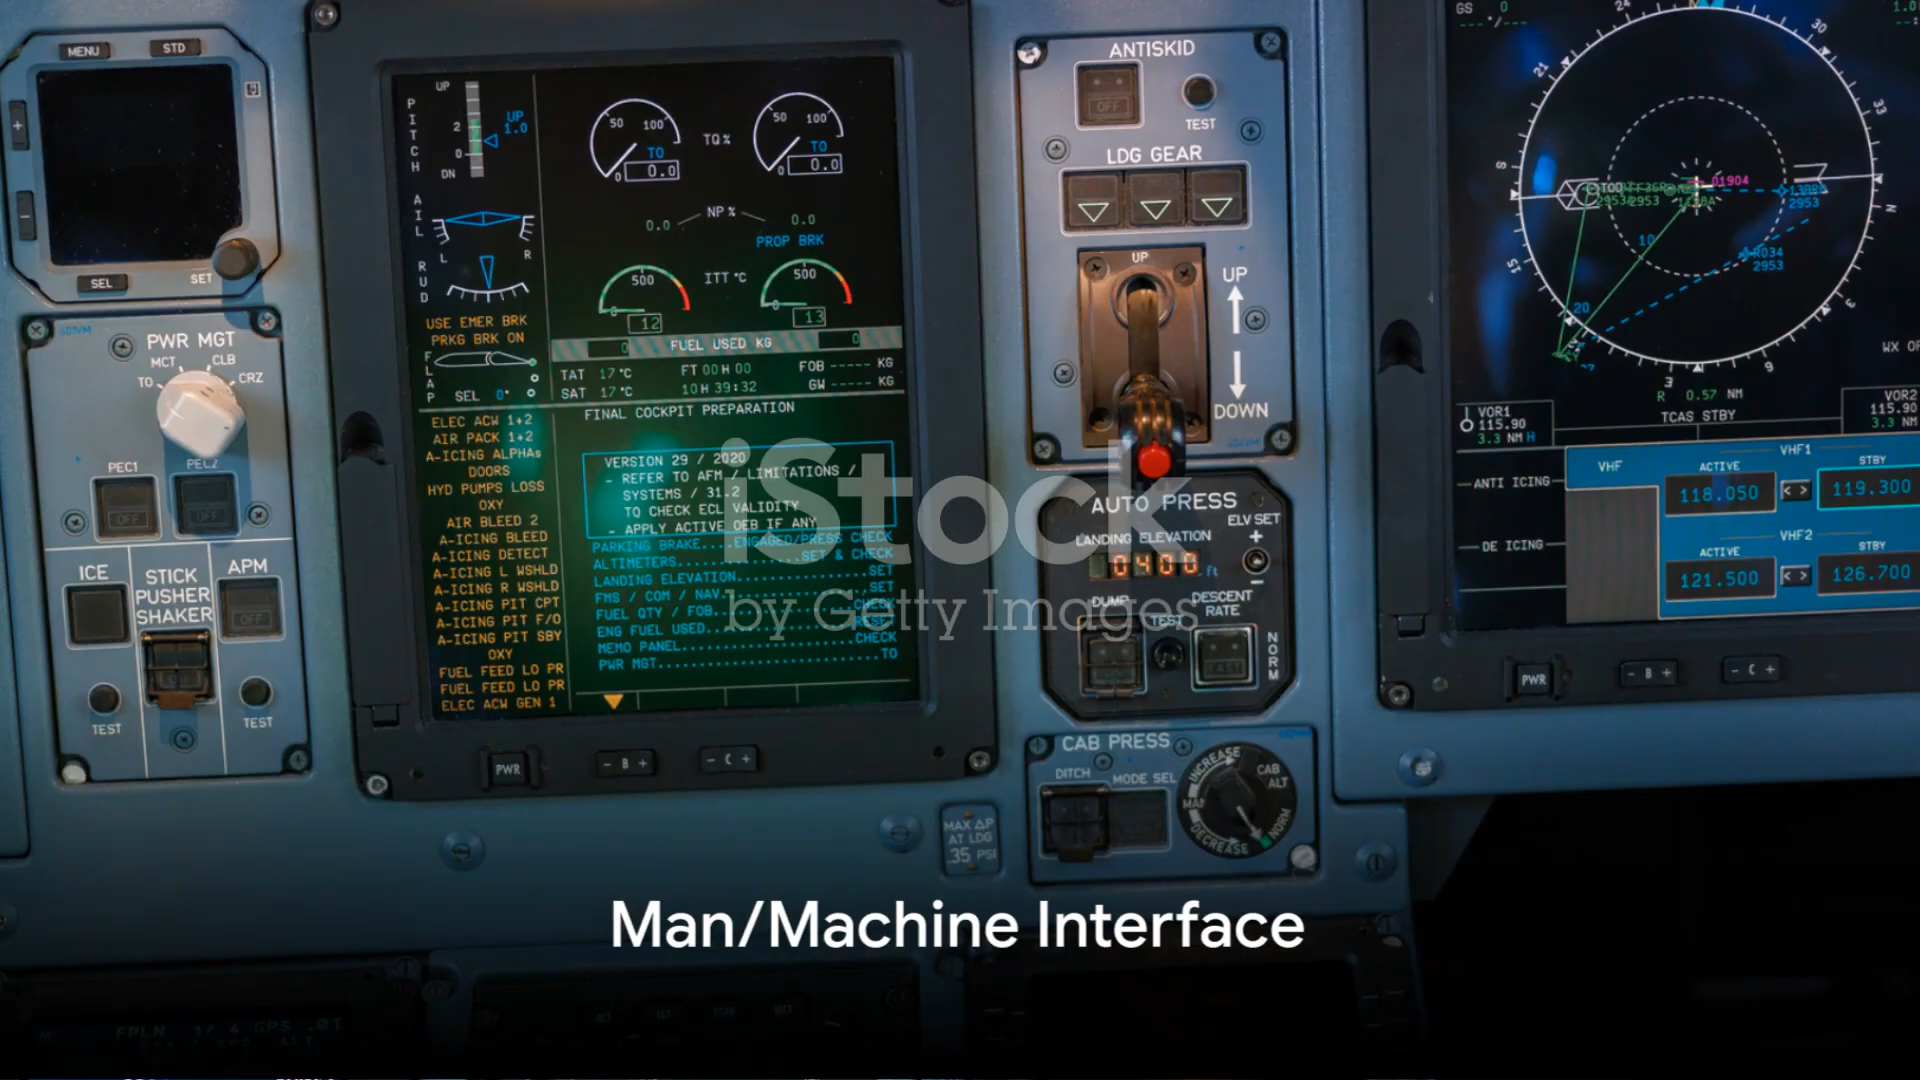 MENU
STD
SEL
SET
PWR MGT
MCT
CLB
TO
CRZ
PEC1
PEC2
OFF
OFF
ICE
STICK
PUSHER
SHAKER
APM
OFF
TEST
TEST
PITCH
UP
2
0
DN
UP
1.0
AIL
L
R
RUD
USE EMER BRK
PRKG BRK ON
FLAP
SEL 0°
ELEC ACW 1+2
AIR PACK 1+2
A-ICING ALPHAs
DOORS
HYD PUMPS LOSS
OXY
AIR BLEED 2
A-ICING BLEED
A-ICING DETECT
A-ICING L WSHLD
A-ICING R WSHLD
A-ICING PIT CPT
A-ICING PIT F/O
A-ICING PIT SBY
OXY
FUEL FEED LO PR
FUEL FEED LO PR
ELEC ACW GEN 1
50 100
TO
0 0.0
TQ %
50 100
TO
0 0.0
0.0 NP % 0.0
PROP BRK
500
ITT °C
500
12
13
0 FUEL USED KG 0
TAT 17 °C FT 00 H 00 FOB ----- KG
SAT 17 °C 10 H 39:32 GW ----- KG
FINAL COCKPIT PREPARATION
VERSION 29 / 2020
- REFER TO AFM / LIMITATIONS /
SYSTEMS / 31.2
TO CHECK ECL VALIDITY
- APPLY ACTIVE OEB IF ANY
PARKING BRAKE....ENGAGED/PRESS CHECK
ALTIMETERS...............SET & CHECK
LANDING ELEVATION................SET
FMS / COM / NAV..................SET
FUEL QTY / FOB.................CHECK
ENG FUEL USED..................RESET
MEMO PANEL.....................CHECK
PWR MGT...........................TO
PWR
- B +
- C +
ANTISKID
OFF
TEST
LDG GEAR
UP
UP
DOWN
AUTO PRESS
ELV SET
LANDING ELEVATION
0400 ft
DUMP
TEST
DESCENT
RATE
FAST
NORM
CAB PRESS
DITCH
MODE SEL
INCREASE
CAB
ALT
MAN
NORM
DECREASE
MAX ΔP
AT LDG
.35 PSI
GS 0
24
30
21
33
S
N
15
3
E
6
D1904
R034
2953
10
20
R 0.57 NM
TCAS STBY
VOR1
115.90
3.3 NM H
VOR2
115.90
3.3 NM
ANTI ICING
DE ICING
VHF
VHF1
ACTIVE
STBY
118.050
<>
119.300
VHF2
ACTIVE
STBY
121.500
<>
126.700
PWR
- B +
- C +
iStock
by Getty Images
Man/Machine Interface
FPLN 1/ 4 GPS